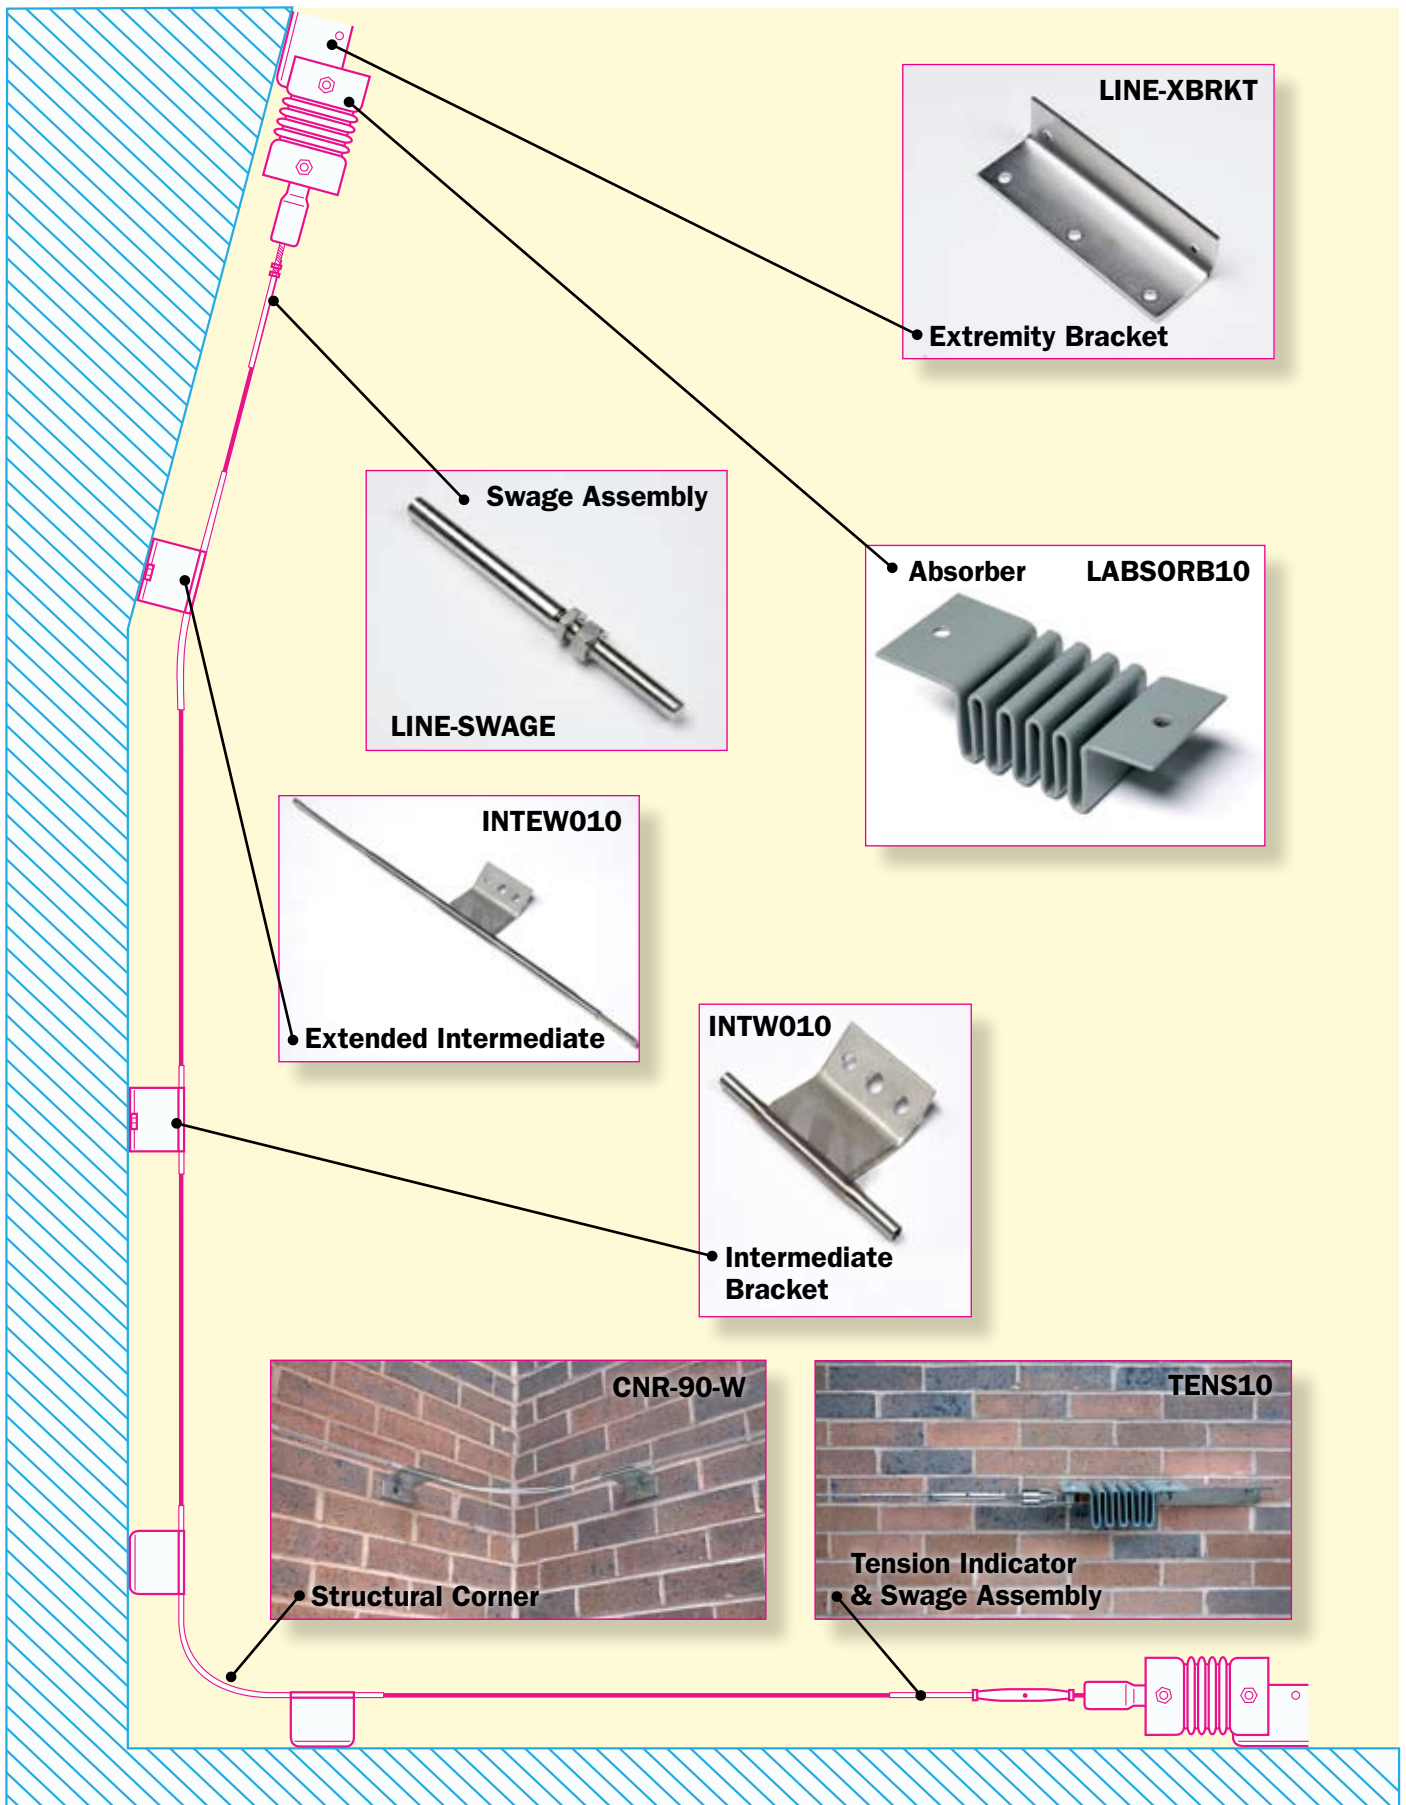 LINE-XBRKT
Extremity Bracket
Swage Assembly
LINE-SWAGE
Absorber LABSORB10
INTEW010
Extended Intermediate
INTW010
Intermediate
Bracket
CNR-90-W
Structural Corner
TENS10
Tension Indicator
& Swage Assembly